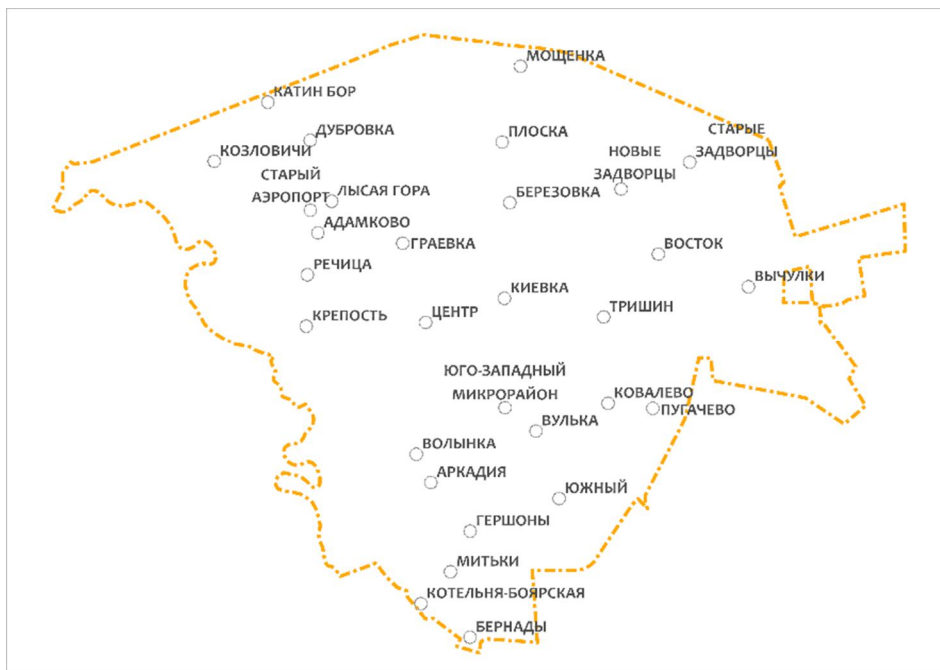 МОЩЕНКА
КАТИН БОР
ДУБРОВКА
ПЛОСКА
СТАРЫЕ
ЗАДВОРЦЫ
КОЗЛОВИЧИ
НОВЫЕ
ЗАДВОРЦЫ
СТАРЫЙ
АЭРОПОРТ
ЛЫСАЯ ГОРА
БЕРЕЗОВКА
АДАМКОВО
ГРАЕВКА
ВОСТОК
РЕЧИЦА
ВЫЧУЛКИ
КИЕВКА
КРЕПОСТЬ
ЦЕНТР
ТРИШИН
ЮГО-ЗАПАДНЫЙ
МИКРОРАЙОН
КОВАЛЕВО
ПУГАЧЕВО
ВУЛЬКА
ВОЛЫНКА
АРКАДИЯ
ЮЖНЫЙ
ГЕРШОНЫ
МИТЬКИ
КОТЕЛЬНЯ-БОЯРСКАЯ
БЕРНАДЫ